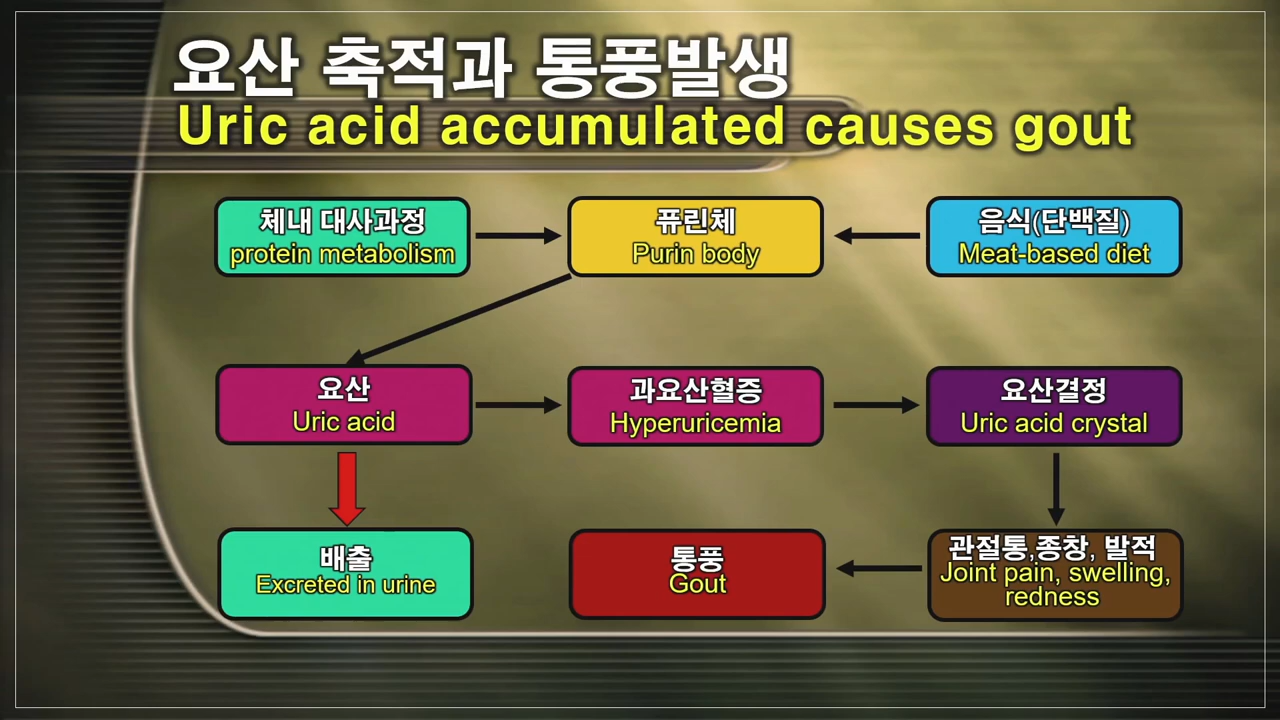 요산 축적과 통풍발생
Uric acid accumulated causes gout
체내 대사과정
protein metabolism
퓨린체
Purin body
음식(단백질)
Meat-based diet
요산
Uric acid
과요산혈증
Hyperuricemia
요산결정
Uric acid crystal
배출
Excreted in urine
통풍
Gout
관절통,종창, 발적
Joint pain, swelling,
redness